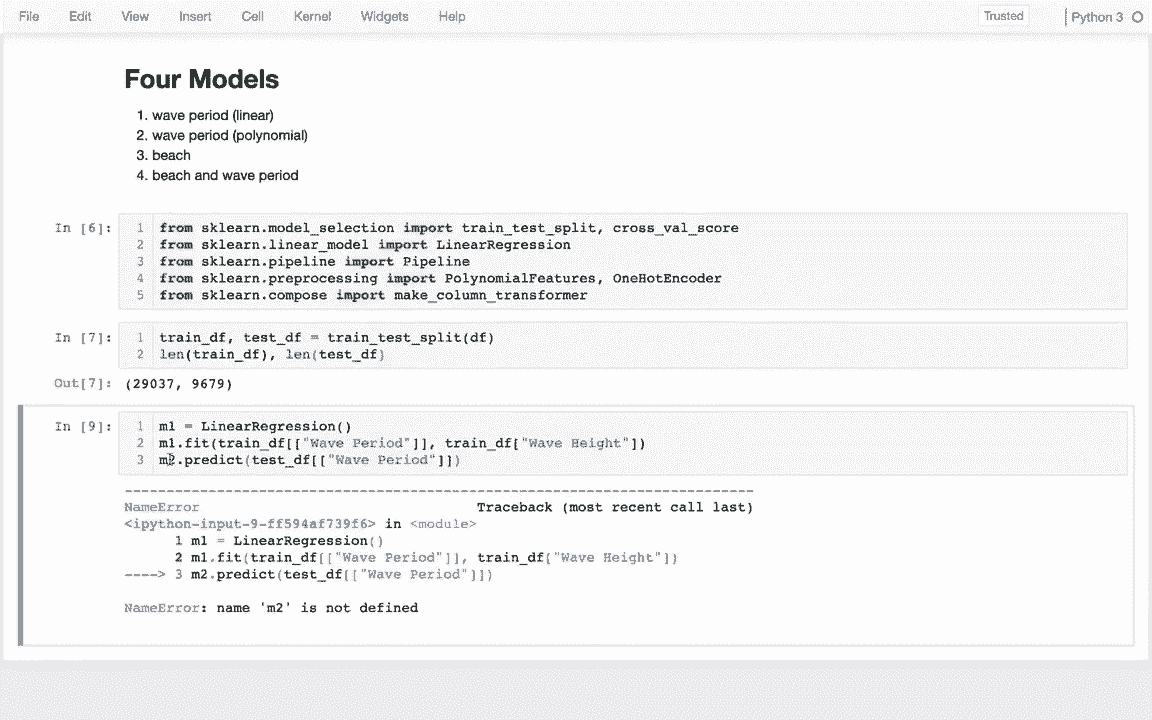 File Edit View Insert Cell Kernel Widgets Help Trusted Python 3
Four Models
1. wave period (linear)
2. wave period (polynomial)
3. beach
4. beach and wave period
In [6]: 1 from sklearn.model_selection import train_test_split, cross_val_score
2 from sklearn.linear_model import LinearRegression
3 from sklearn.pipeline import Pipeline
4 from sklearn.preprocessing import PolynomialFeatures, OneHotEncoder
5 from sklearn.compose import make_column_transformer
In [7]: 1 train_df, test_df = train_test_split(df)
2 len(train_df), len(test_df)
Out[7]: (29037, 9679)
In [9]: 1 m1 = LinearRegression()
2 m1.fit(train_df[["Wave Period"]], train_df["Wave Height"])
3 m2.predict(test_df[["Wave Period"]])
---------------------------------------------------------------------------
NameError Traceback (most recent call last)
<ipython-input-9-ff594af739f6> in <module>
1 m1 = LinearRegression()
2 m1.fit(train_df[["Wave Period"]], train_df["Wave Height"])
----> 3 m2.predict(test_df[["Wave Period"]])
NameError: name 'm2' is not defined